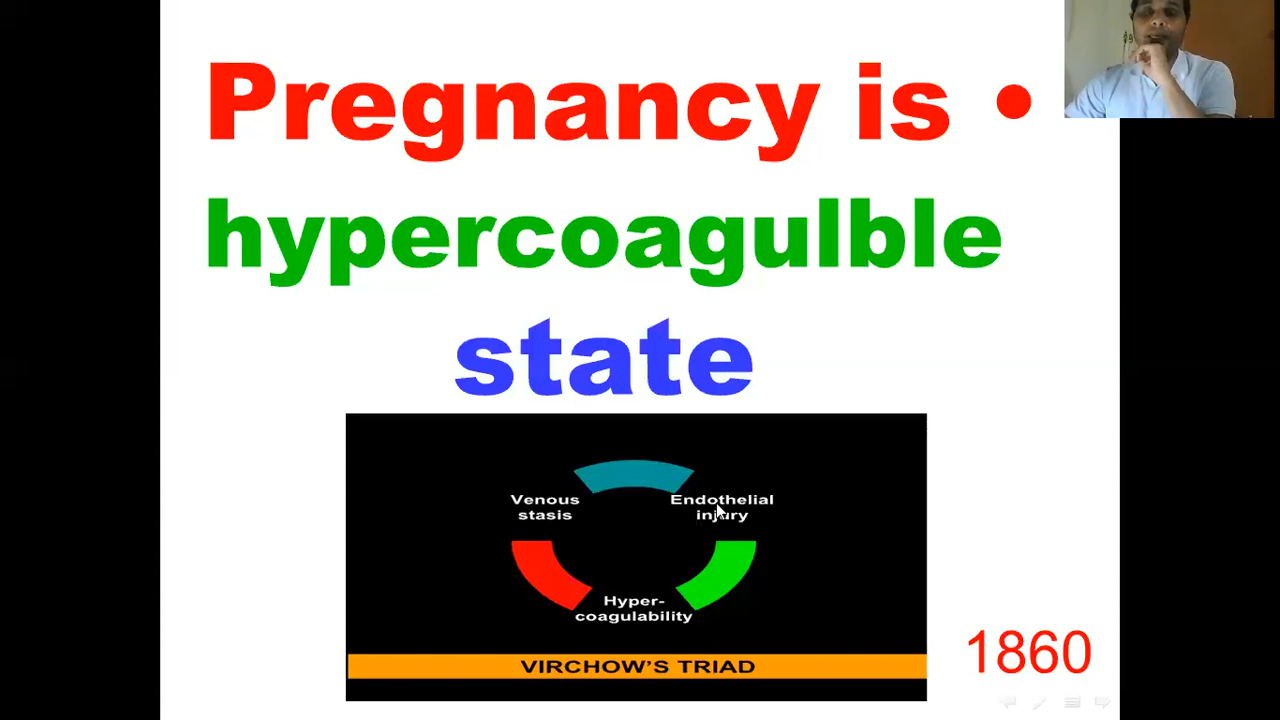 Pregnancy is •
hypercoagulble
state
Venous
stasis
Endothelial
injury
Hyper-
coagulability
VIRCHOW'S TRIAD
1860